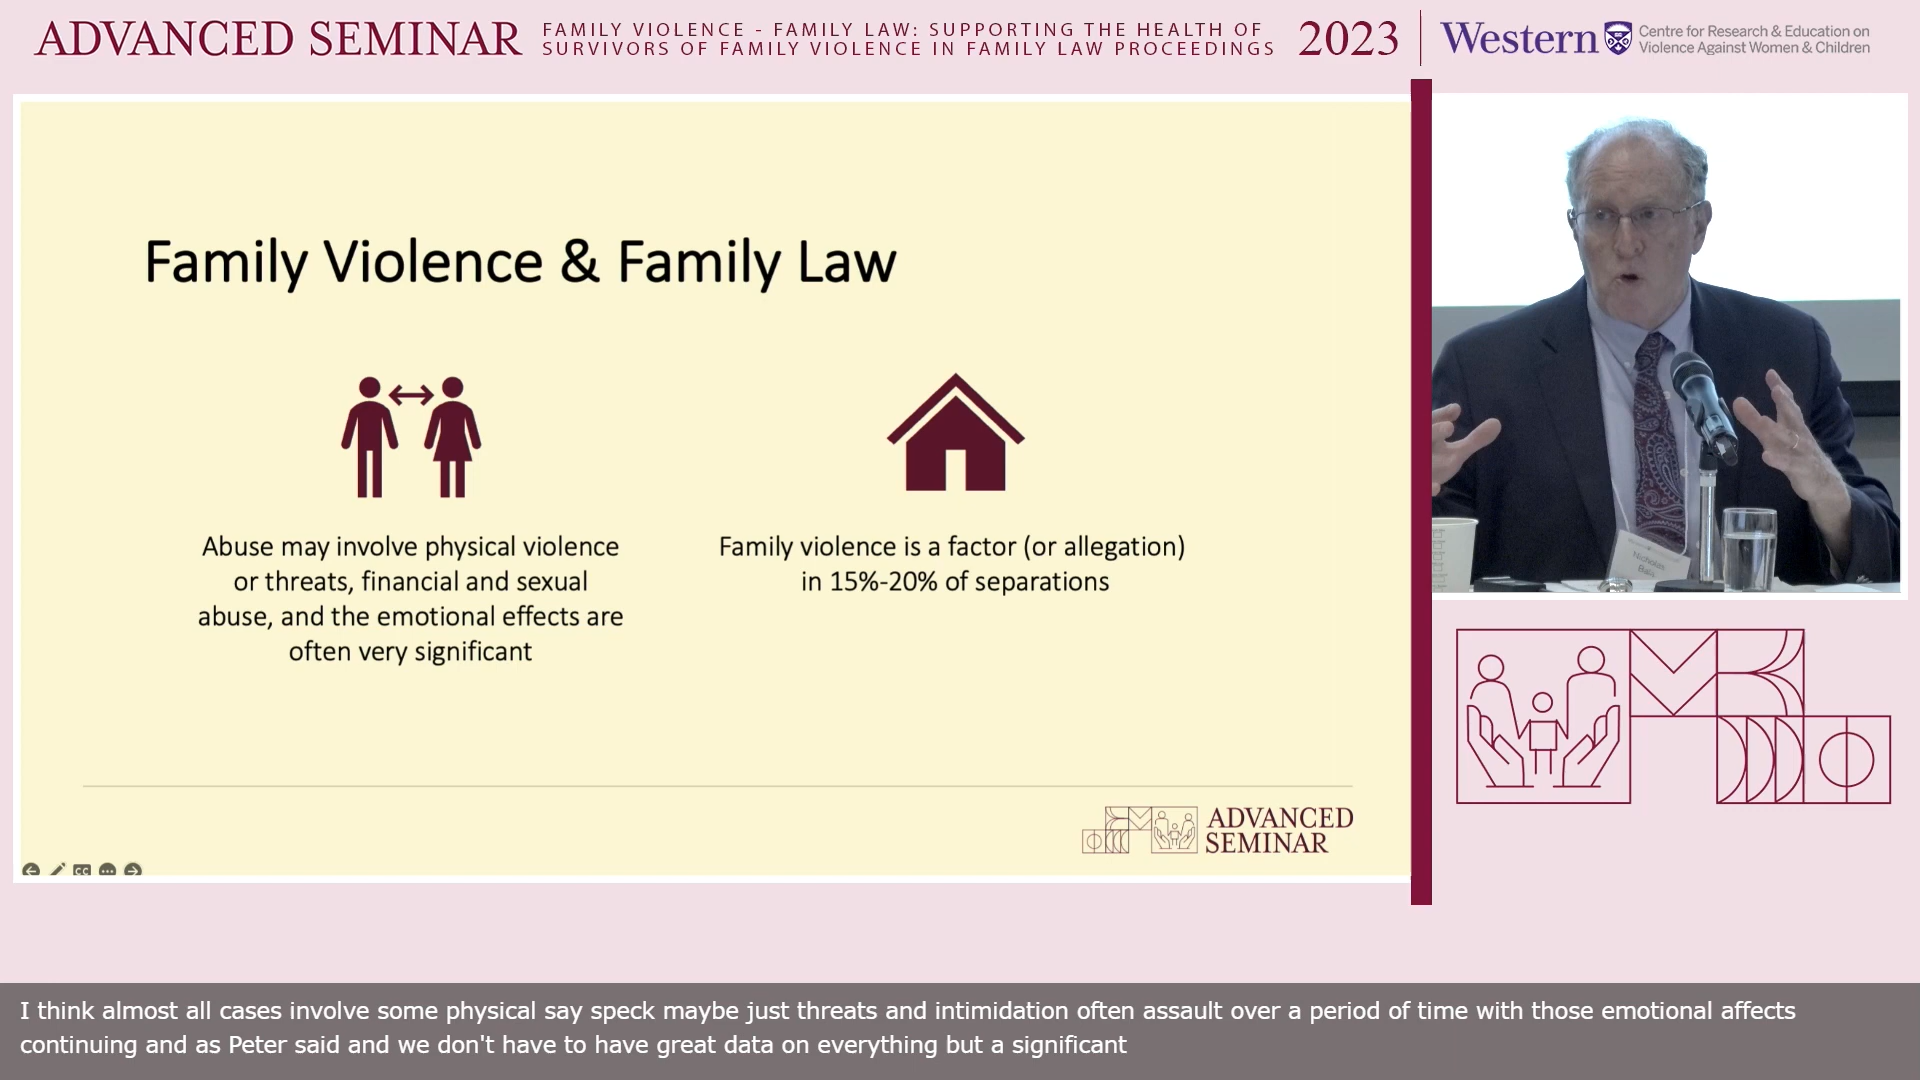 ADVANCED SEMINAR
FAMILY VIOLENCE - FAMILY LAW: SUPPORTING THE HEALTH OF
SURVIVORS OF FAMILY VIOLENCE IN FAMILY LAW PROCEEDINGS
2023
Western
Centre for Research & Education on
Violence Against Women & Children
Family Violence & Family Law
Abuse may involve physical violence
or threats, financial and sexual
abuse, and the emotional effects are
often very significant
Family violence is a factor (or allegation)
in 15%-20% of separations
Nicholas
ADVANCED
SEMINAR
CC
I think almost all cases involve some physical say speck maybe just threats and intimidation often assault over a period of time with those emotional affects
continuing and as Peter said and we don't have to have great data on everything but a significant